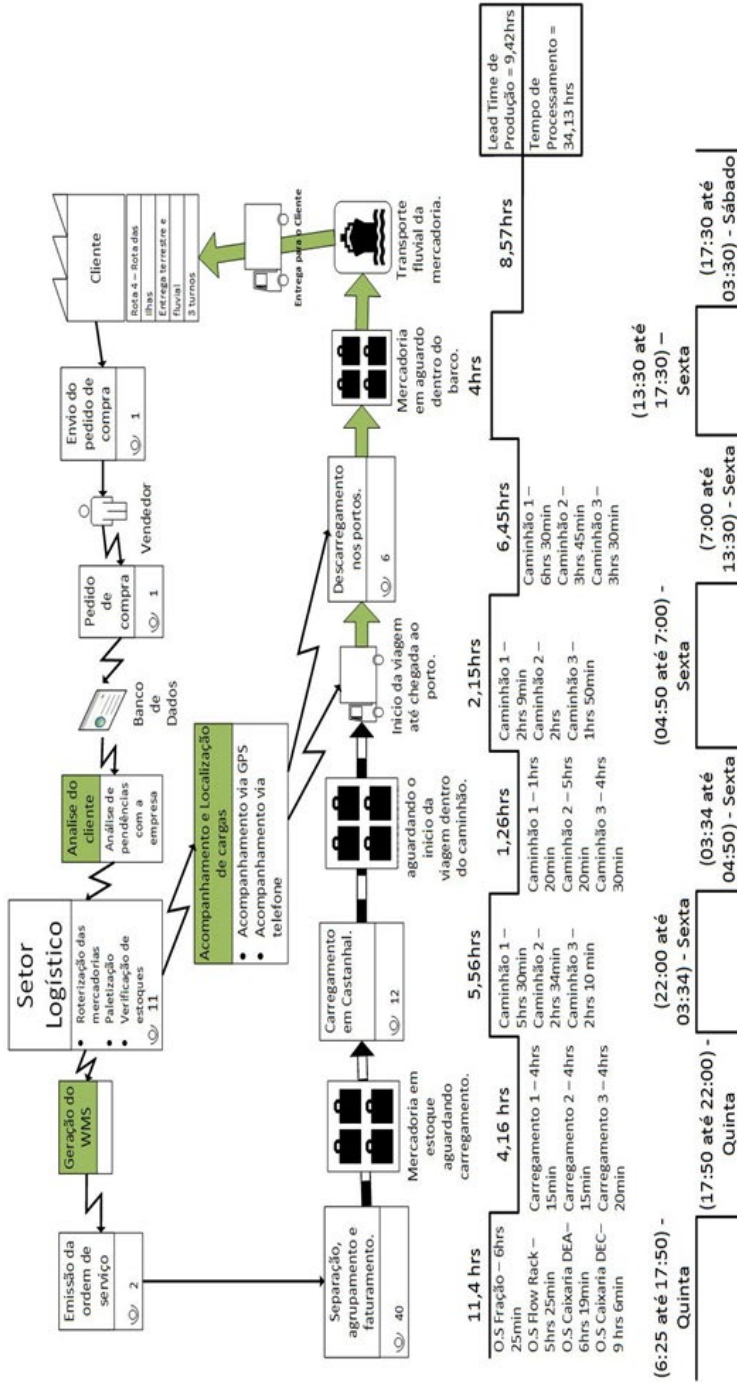 Cliente
Rota 4 – Rota das
ilhas
Entrega terrestre e
fluvial
3 turnos
Envio do
pedido de
compra
1
Vendedor
Pedido
de
compra
1
Banco
de
Dados
Analise do
cliente
Análise de
pendências
com a
empresa
Setor
Logístico
• Roterização das
mercadorias
• Paletização
• Verificação de
estoques
11
Geração do
WMS
Emissão da
ordem de
serviço
2
Acompanhamento e Localização
de cargas
• Acompanhamento via GPS
• Acompanhamento via
telefone
Separação,
agrupamento e
faturamento.
40
Mercadoria em
estoque
aguardando
carregamento.
Carregamento
em Castanhal.
12
aguardando o
inicio da
viagem dentro
do caminhão.
Inicio da viagem
até chegada ao
porto.
Descarregamento
nos portos.
6
Mercadoria
em aguardo
dentro do
barco.
Transporte
fluvial da
mercadoria.
Entrega para o Cliente
11,4 hrs
4,16 hrs
5,56hrs
1,26hrs
2,15hrs
6,45hrs
4hrs
8,57hrs
Lead Time de
Produção = 9,42hrs
Tempo de
Processamento =
34,13 hrs
O.S Fração – 6hrs
25min
O.S Flow Rack –
5hrs 25min
O.S Caixaria DEA–
6hrs 19min
O.S Caixaria DEC–
9 hrs 6min
Carregamento 1 – 4hrs
15min
Carregamento 2 – 4hrs
15min
Carregamento 3 – 4hrs
20min
Caminhão 1 –
5hrs 30min
Caminhão 2 –
2hrs 34min
Caminhão 3 –
2hrs 10 min
Caminhão 1 – 1hrs
20min
Caminhão 2 – 5hrs
20min
Caminhão 3 – 4hrs
30min
Caminhão 1 –
2hrs 9min
Caminhão 2 –
2hrs
Caminhão 3 –
1hrs 50min
Caminhão 1 –
6hrs 30min
Caminhão 2 –
3hrs 45min
Caminhão 3 –
3hrs 30min
(6:25 até 17:50) -
Quinta
(17:50 até 22:00) -
Quinta
(22:00 até
03:34) - Sexta
(03:34 até
04:50) - Sexta
(04:50 até 7:00) -
Sexta
(7:00 até
13:30) - Sexta
(13:30 até
17:30) –
Sexta
(17:30 até
03:30) - Sábado